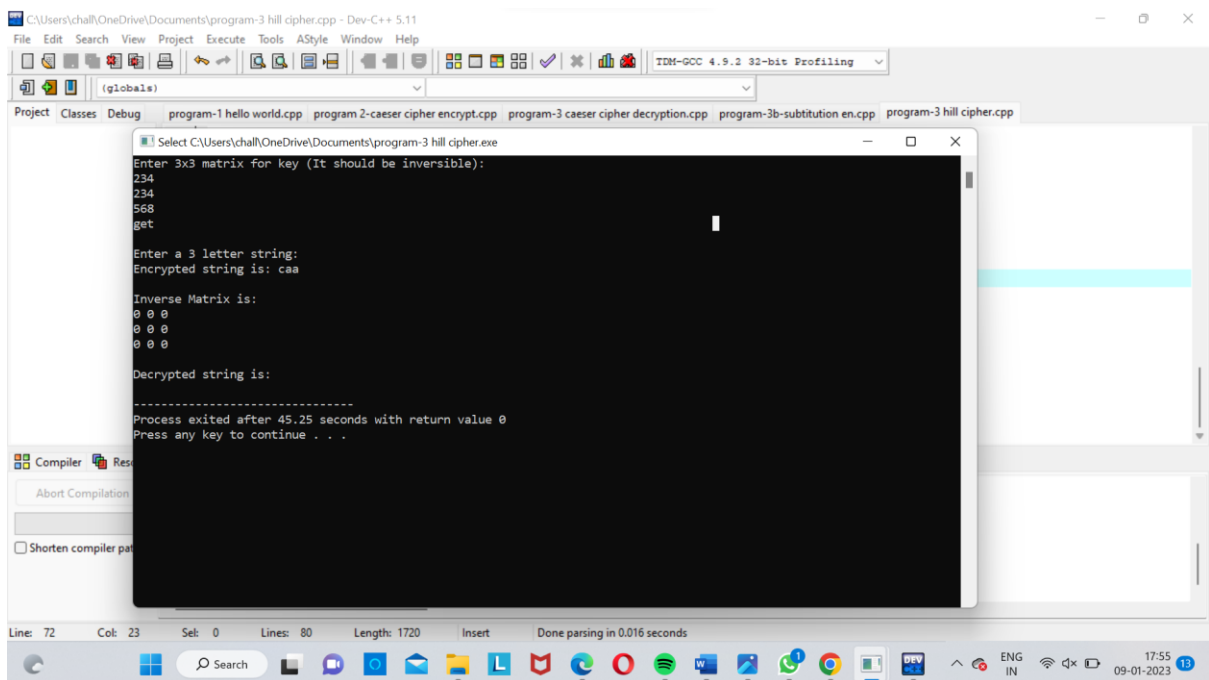 C:\Users\chall\OneDrive\Documents\program-3 hill cipher.cpp - Dev-C++ 5.11
File Edit Search View Project Execute Tools AStyle Window Help
TDM-GCC 4.9.2 32-bit Profiling
(globals)
Project Classes Debug program-1 hello world.cpp program 2-caeser cipher encrypt.cpp program-3 caeser cipher decryption.cpp program-3b-subtitution en.cpp program-3 hill cipher.cpp
Select C:\Users\chall\OneDrive\Documents\program-3 hill cipher.exe
Enter 3x3 matrix for key (It should be inversible):
234
234
568
get
Enter a 3 letter string:
Encrypted string is: caa
Inverse Matrix is:
0 0 0
0 0 0
0 0 0
Decrypted string is:
--------------------------------
Process exited after 45.25 seconds with return value 0
Press any key to continue . . .
Compiler Res
Abort Compilation
Shorten compiler pat
Line: 72 Col: 23 Sel: 0 Lines: 80 Length: 1720 Insert Done parsing in 0.016 seconds
Search
L
W
1
DEV
ENG
IN
17:55
09-01-2023
13